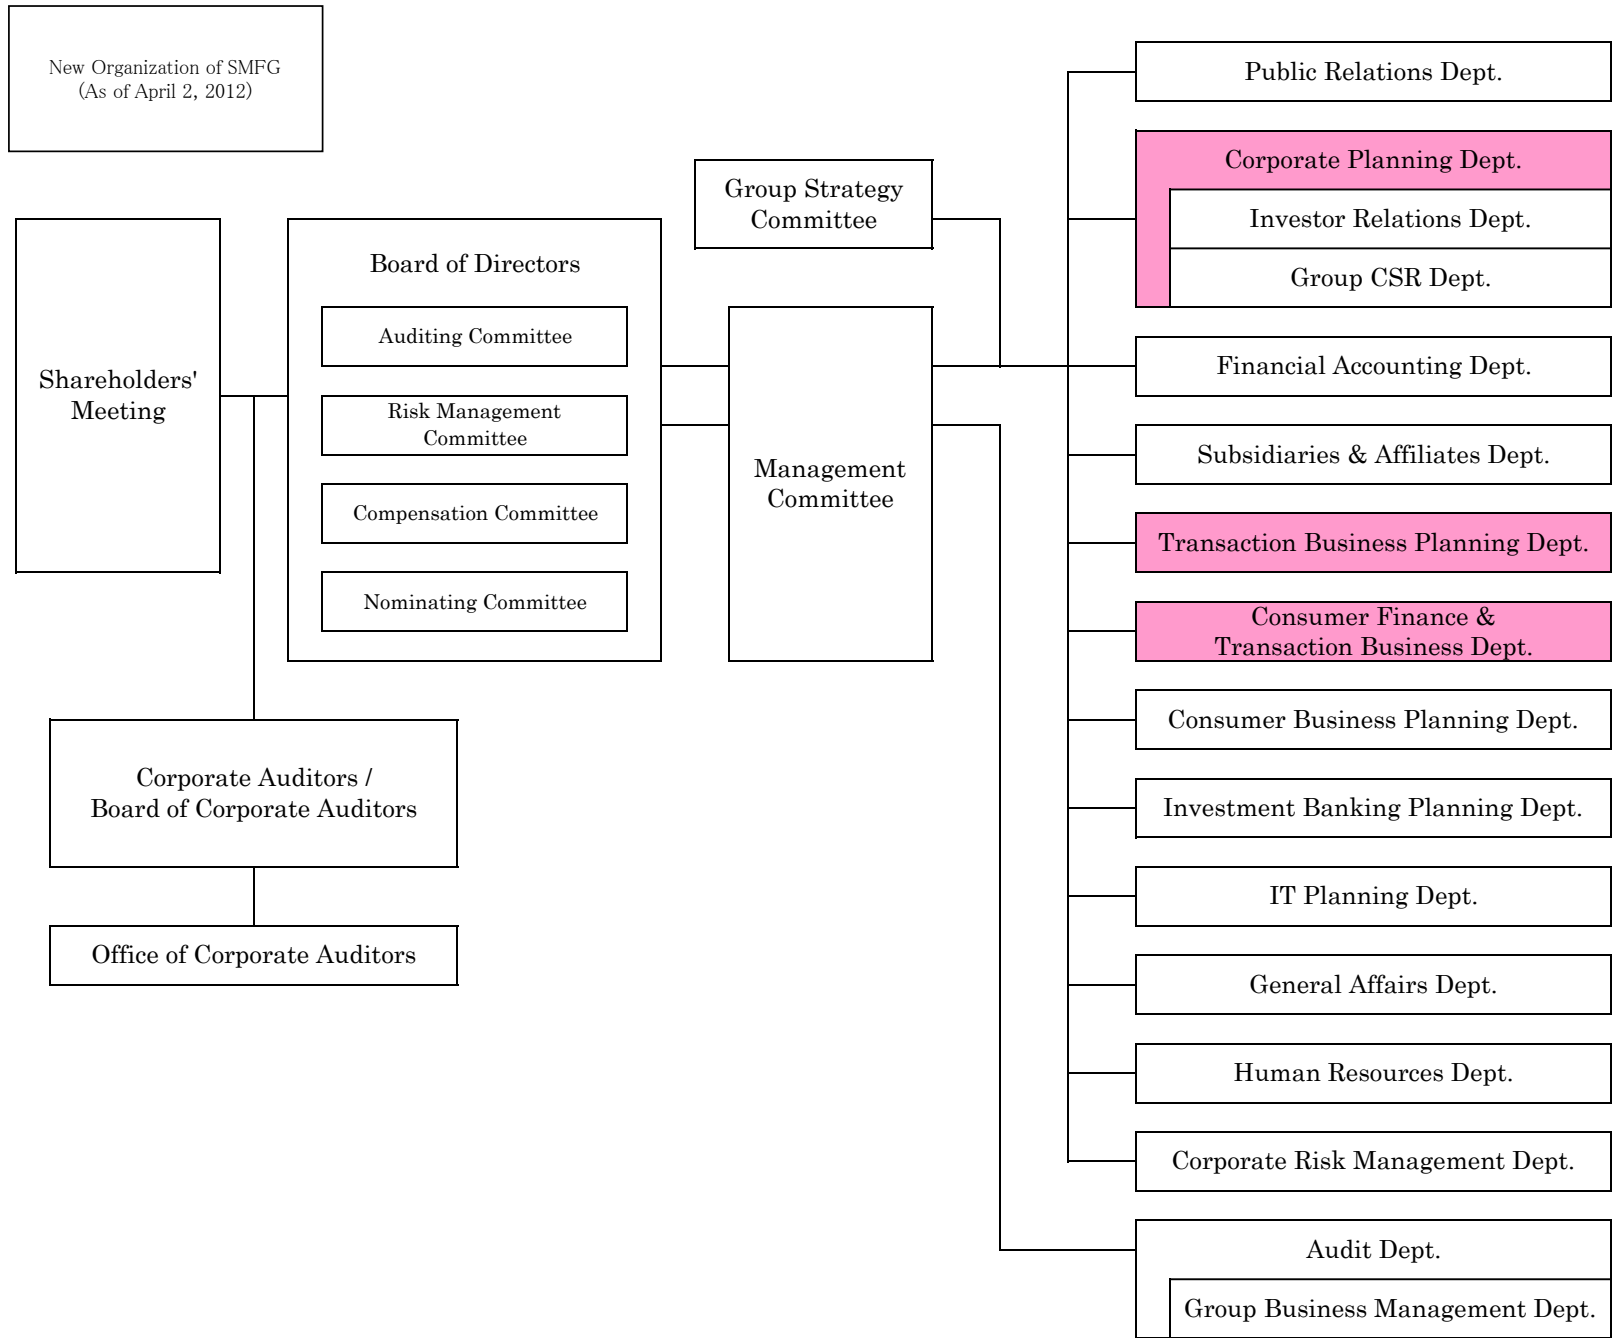 New Organization of SMFG
(As of April 2, 2012)
Shareholders'
Meeting
Board of Directors
Auditing Committee
Risk Management
Committee
Compensation Committee
Nominating Committee
Corporate Auditors /
Board of Corporate Auditors
Office of Corporate Auditors
Group Strategy
Committee
Management
Committee
Public Relations Dept.
Corporate Planning Dept.
Investor Relations Dept.
Group CSR Dept.
Financial Accounting Dept.
Subsidiaries & Affiliates Dept.
Transaction Business Planning Dept.
Consumer Finance &
Transaction Business Dept.
Consumer Business Planning Dept.
Investment Banking Planning Dept.
IT Planning Dept.
General Affairs Dept.
Human Resources Dept.
Corporate Risk Management Dept.
Audit Dept.
Group Business Management Dept.